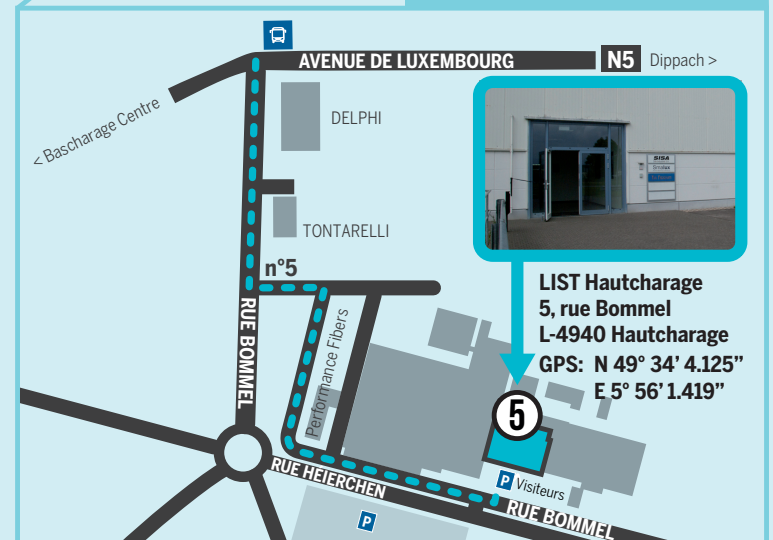 AVENUE DE LUXEMBOURG
N5 Dippach >
< Bascharage Centre
DELPHI
SISA
TONTARELLI
n°5
LIST Hautcharage
5, rue Bommel
L-4940 Hautcharage
GPS: N 49° 34’ 4.125”
E 5° 56’ 1.419”
RUE BOMMEL
Performance Fibers
5
RUE HEIERCHEN
P Visiteurs
RUE BOMMEL
P